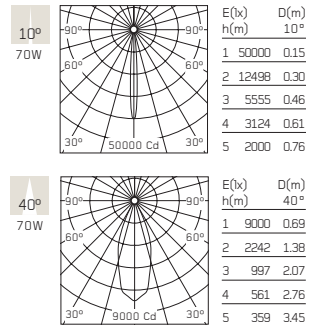 10°
70W
90° 90°
60° 60°
30° 30°
50000 Cd
E(lx) D(m)
h(m) 10°
1 50000 0.15
2 12498 0.30
3 5555 0.46
4 3124 0.61
5 2000 0.76
40°
70W
90° 90°
60° 60°
30° 30°
9000 Cd
E(lx) D(m)
h(m) 40°
1 9000 0.69
2 2242 1.38
3 997 2.07
4 561 2.76
5 359 3.45